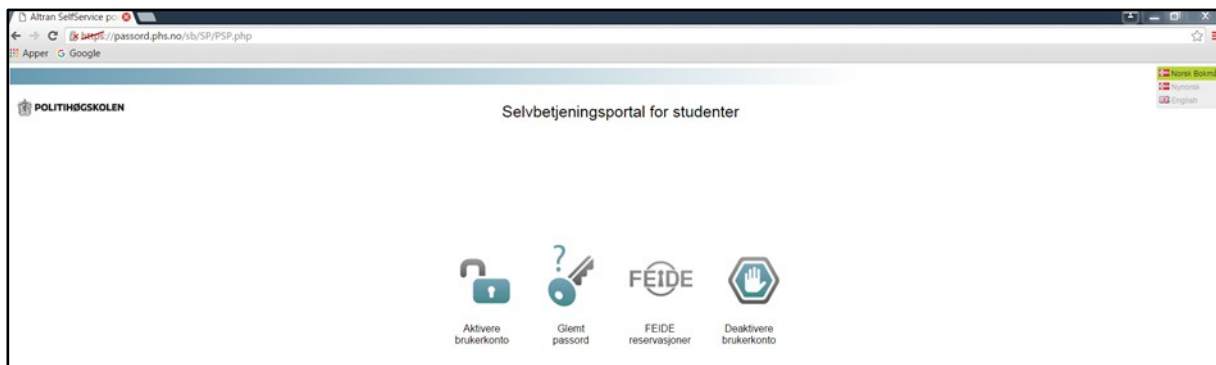 Altran SelfService po
https://passord.phs.no/sb/SP/PSP.php
Apper Google
Norsk Bokmå
Nynorsk
English
POLITIHØGSKOLEN
Selvbetjeningsportal for studenter
?
FEIDE
Aktivere brukerkonto
Glemt passord
FEIDE reservasjoner
Deaktivere brukerkonto